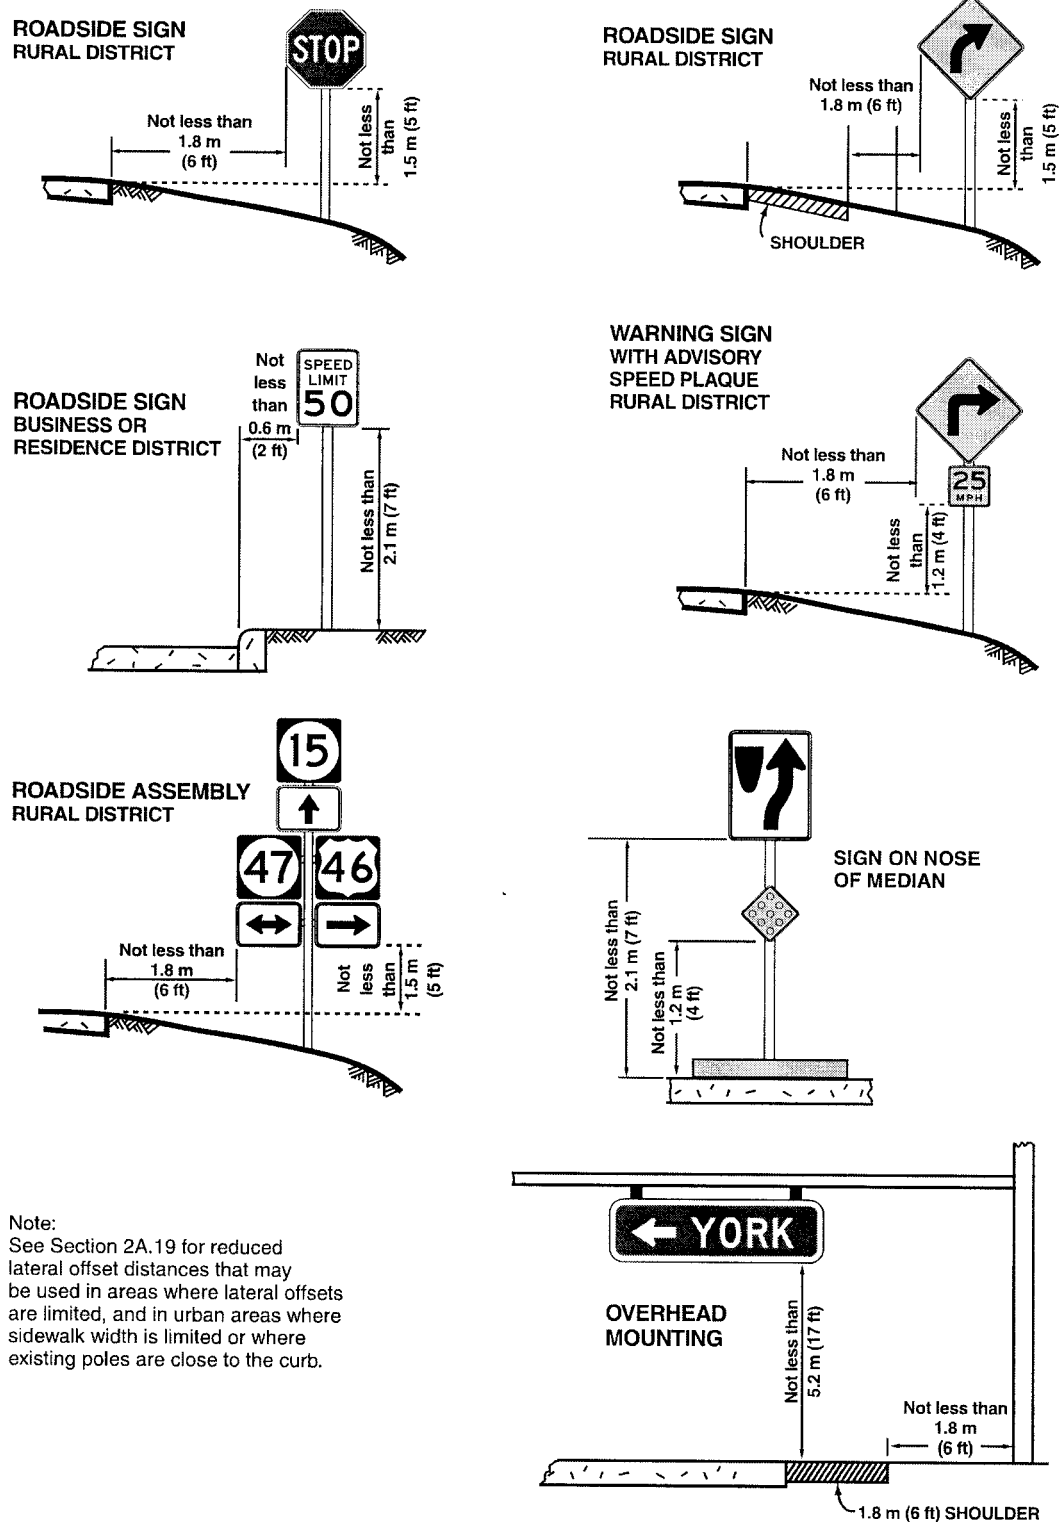 ROADSIDE SIGN
RURAL DISTRICT
STOP
Not less than
1.8 m
(6 ft)
Not less
than
1.5 m (5 ft)
ROADSIDE SIGN
RURAL DISTRICT
Not less than
1.8 m (6 ft)
Not less
than
1.5 m (5 ft)
SHOULDER
ROADSIDE SIGN
BUSINESS OR
RESIDENCE DISTRICT
Not
less
than
0.6 m
(2 ft)
SPEED
LIMIT
50
Not less than
2.1 m (7 ft)
WARNING SIGN
WITH ADVISORY
SPEED PLAQUE
RURAL DISTRICT
Not less than
1.8 m
(6 ft)
25
MPH
Not less
than
1.2 m (4 ft)
ROADSIDE ASSEMBLY
RURAL DISTRICT
15
47
46
Not less than
1.8 m
(6 ft)
Not
less
than
1.5 m
(5 ft)
SIGN ON NOSE
OF MEDIAN
Not less than
2.1 m (7 ft)
Not less than
1.2 m
(4 ft)
Note:
See Section 2A.19 for reduced
lateral offset distances that may
be used in areas where lateral offsets
are limited, and in urban areas where
sidewalk width is limited or where
existing poles are close to the curb.
YORK
OVERHEAD
MOUNTING
Not less than
5.2 m (17 ft)
Not less than
1.8 m
(6 ft)
1.8 m (6 ft) SHOULDER